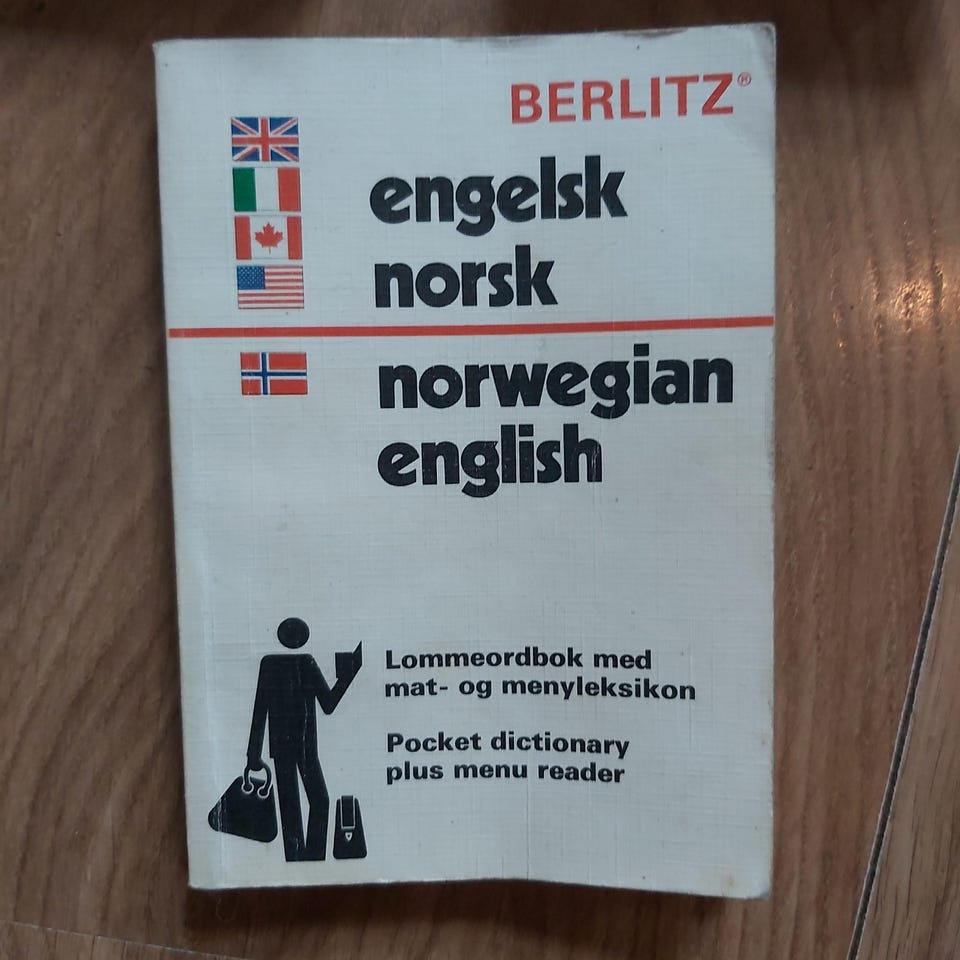 BERLITZ®
engelsk
norsk
norwegian
english
Lommeordbok med
mat- og menyleksikon
Pocket dictionary
plus menu reader